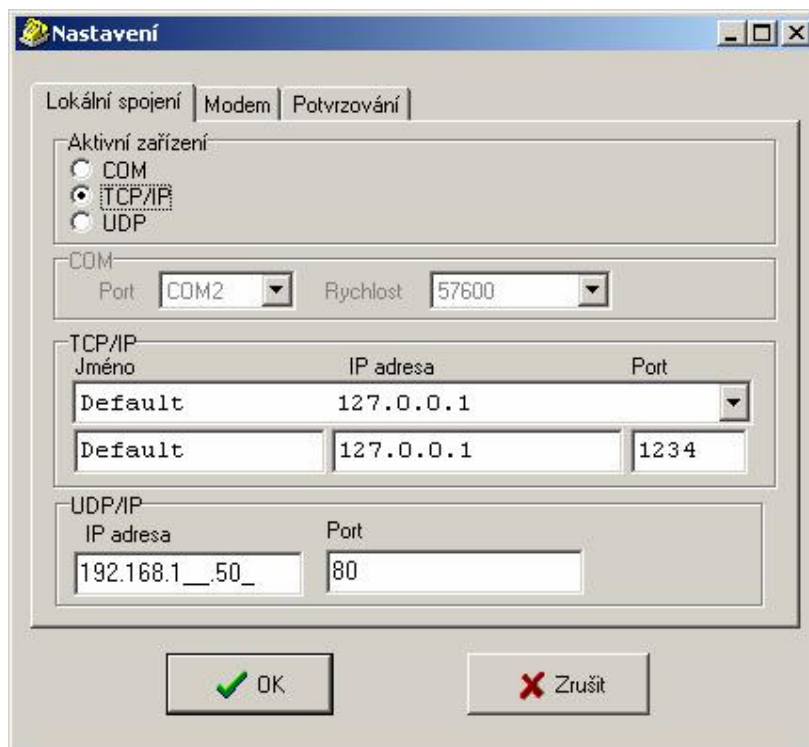 Nastavení
Lokální spojení Modem Potvrzování
Aktivní zařízení
COM
TCP/IP
UDP
COM
Port COM2 Rychlost 57600
TCP/IP
Jméno IP adresa Port
Default 127.0.0.1
Default 127.0.0.1 1234
UDP/IP
IP adresa Port
192.168.1__.50_ 80
OK Zrušit